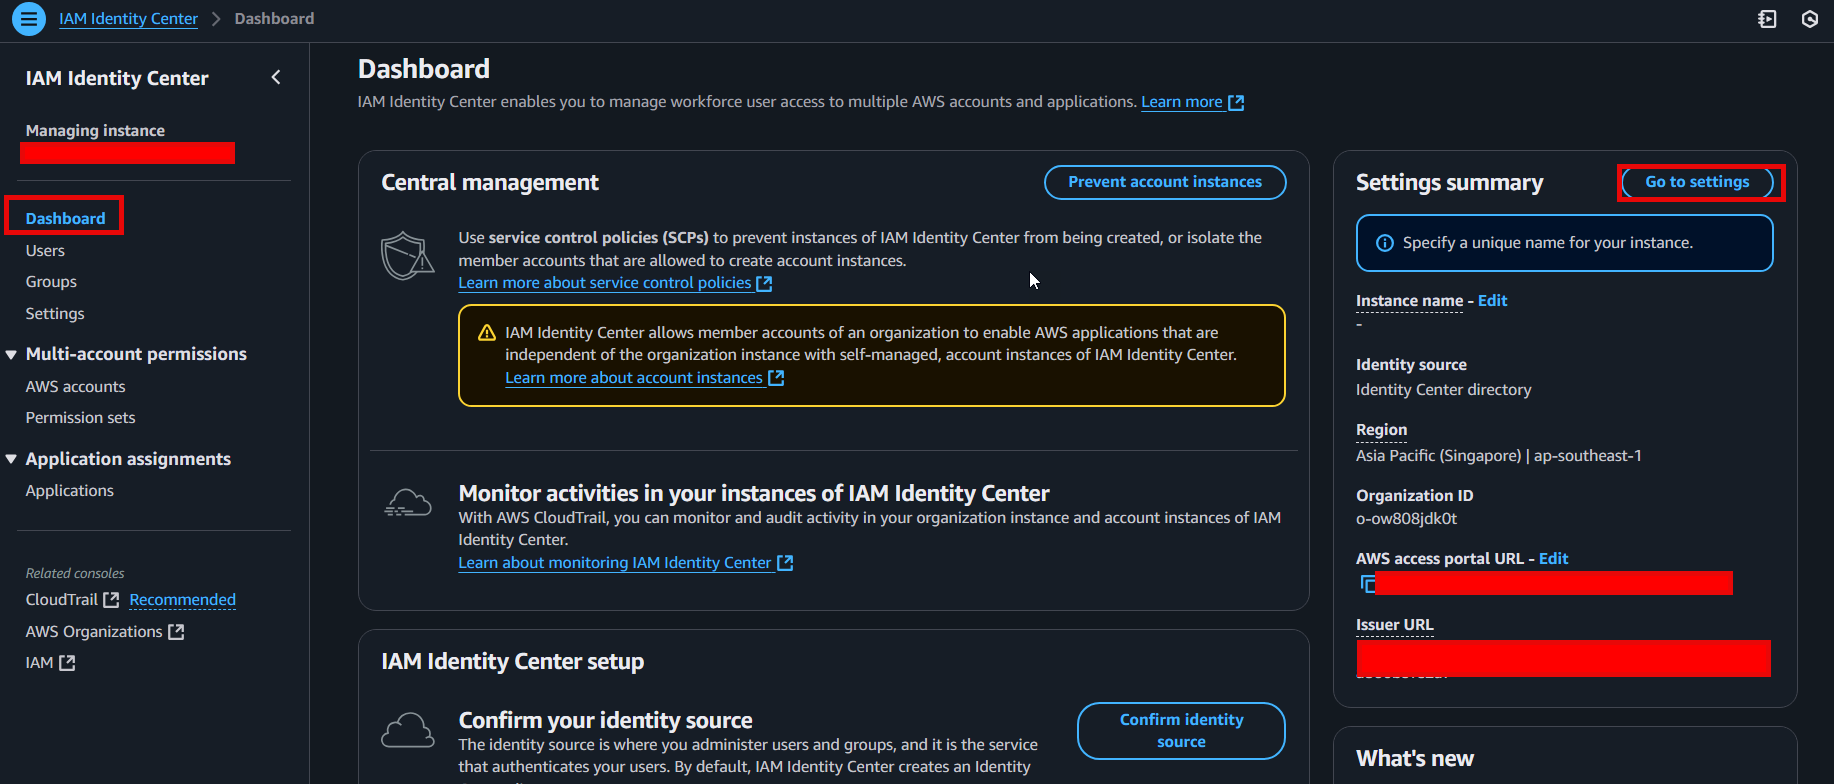 IAM Identity Center > Dashboard
IAM Identity Center
Managing instance
Dashboard
Users
Groups
Settings
Multi-account permissions
AWS accounts
Permission sets
Application assignments
Applications
Related consoles
CloudTrail Recommended
AWS Organizations
IAM
Dashboard
IAM Identity Center enables you to manage workforce user access to multiple AWS accounts and applications. Learn more
Central management
Prevent account instances
Use service control policies (SCPs) to prevent instances of IAM Identity Center from being created, or isolate the
member accounts that are allowed to create account instances.
Learn more about service control policies
IAM Identity Center allows member accounts of an organization to enable AWS applications that are
independent of the organization instance with self-managed, account instances of IAM Identity Center.
Learn more about account instances
Monitor activities in your instances of IAM Identity Center
With AWS CloudTrail, you can monitor and audit activity in your organization instance and account instances of IAM
Identity Center.
Learn about monitoring IAM Identity Center
IAM Identity Center setup
Confirm your identity source
The identity source is where you administer users and groups, and it is the service
that authenticates your users. By default, IAM Identity Center creates an Identity
Confirm identity
source
Settings summary
Go to settings
Specify a unique name for your instance.
Instance name - Edit
-
Identity source
Identity Center directory
Region
Asia Pacific (Singapore) | ap-southeast-1
Organization ID
o-ow808jdk0t
AWS access portal URL - Edit
Issuer URL
What's new